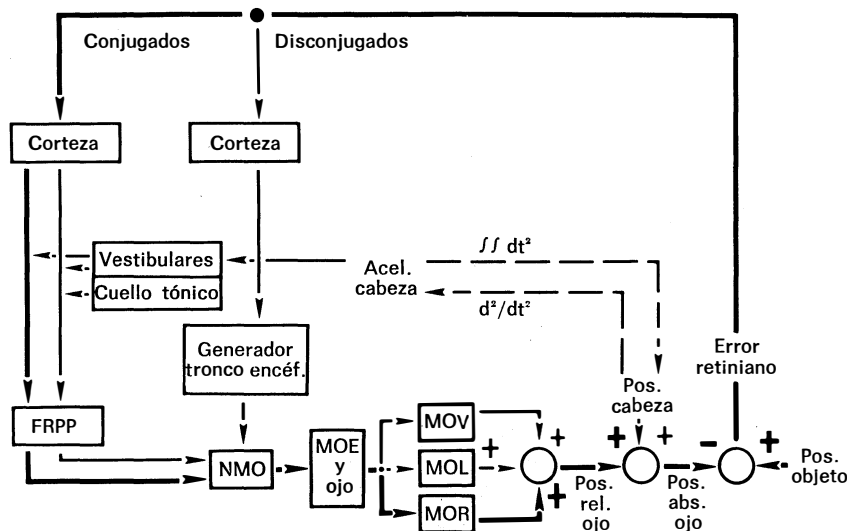 Conjugados
Disconjugados
Corteza
Corteza
∫∫ dt²
Vestibulares
Acel.
cabeza
Cuello tónico
d²/dt²
Generador
tronco encéf.
Error
retiniano
Pos.
cabeza
FRPP
MOV
MOE
y
ojo
+
+
+
−
+
NMO
MOL
+
Pos.
objeto
+
Pos.
rel.
ojo
Pos.
abs.
ojo
MOR